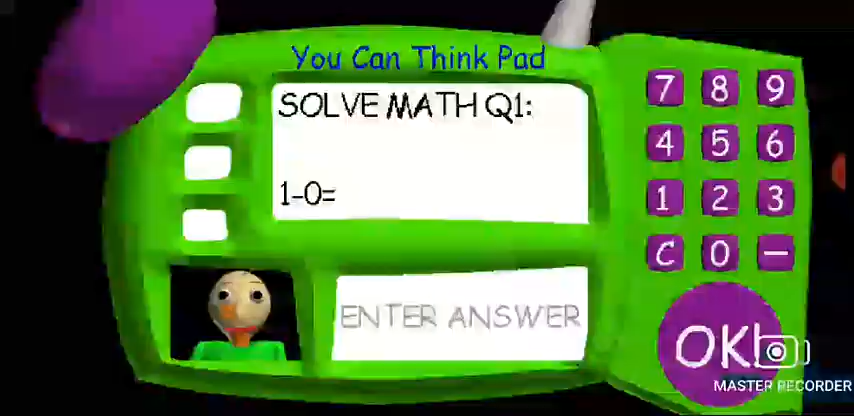 You Can Think Pad
SOLVE MATH Q1:
1-0=
ENTER ANSWER
7 8 9
4 5 6
1 2 3
C 0 -
OK!
MASTER RECORDER